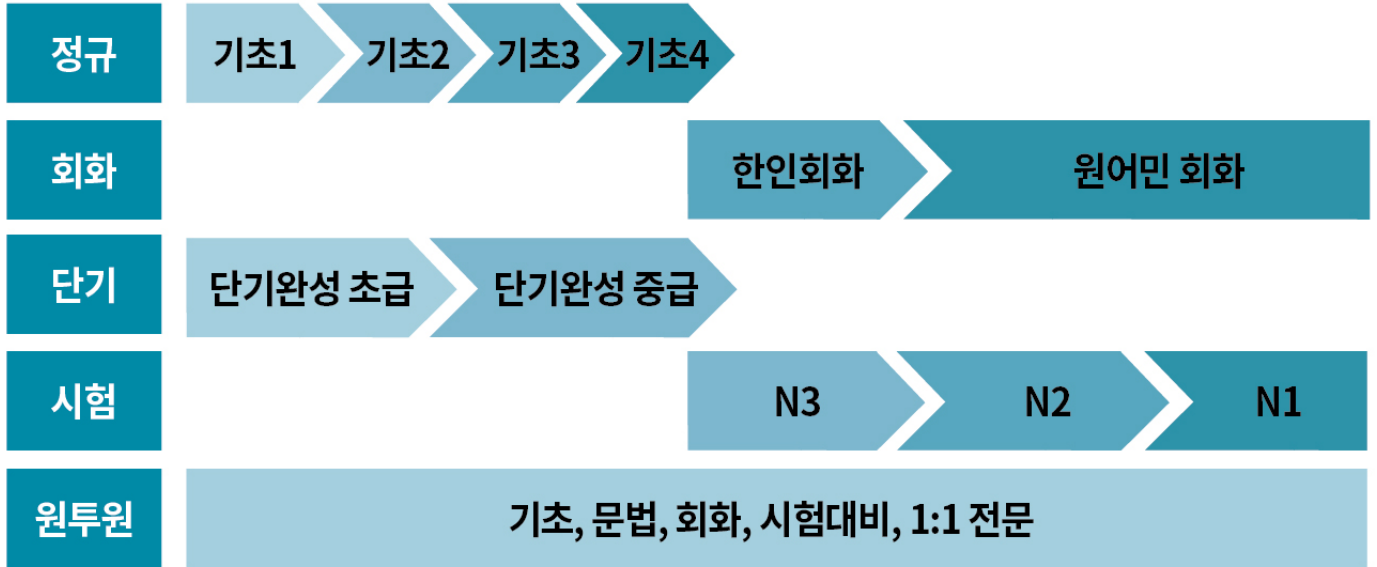 정규 기초1 기초2 기초3 기초4
회화 한인회화 원어민 회화
단기 단기완성 초급 단기완성 중급
시험 N3 N2 N1
원투원 기초, 문법, 회화, 시험대비, 1:1 전문